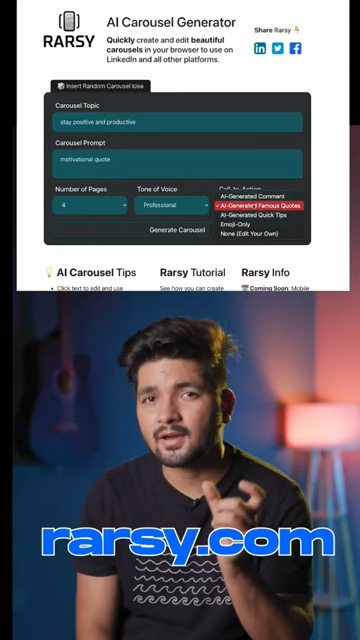 RARSY
AI Carousel Generator
Quickly create and edit beautiful
carousels in your browser to use on
LinkedIn and all other platforms.
Share Rarsy 👇
🎲 Insert Random Carousel Idea
Carousel Topic
stay positive and productive
Carousel Prompt
motivational quote
Number of Pages
4
Tone of Voice
Professional
Call-to-Action
AI-Generated Comment
✓ AI-Generated Famous Quotes
AI-Generated Quick Tips
Emoji-Only
None (Edit Your Own)
Generate Carousel
💡 AI Carousel Tips
• Click text to edit and use
Rarsy Tutorial
See how you can create
Rarsy Info
📆 Coming Soon: Mobile
rarsy.com